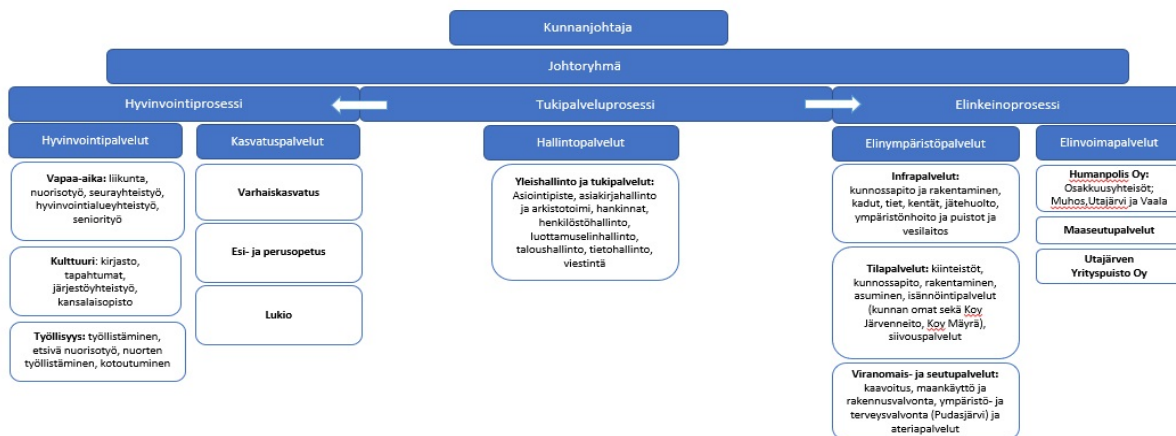 Kunnanjohtaja
Johtoryhmä
Hyvinvointiprosessi
Tukipalveluprosessi
Elinkeinoprosessi
Hyvinvointipalvelut
Kasvatuspalvelut
Hallintopalvelut
Elinympäristöpalvelut
Elinvoimapalvelut
Vapaa-aika: liikunta,
nuorisotyö, seurayhteistyö,
hyvinvointialueyhteistyö,
seniorityö
Kulttuuri: kirjasto,
tapahtumat,
järjestöyhteistyö,
kansalaisopisto
Työllisyys: työllistäminen,
etsivä nuorisotyö, nuorten
työllistäminen, kotoutuminen
Varhaiskasvatus
Esi- ja perusopetus
Lukio
Yleishallinto ja tukipalvelut:
Asiointipiste, asiakirjahallinto
ja arkistotoimi, hankinnat,
henkilöstöhallinto,
luottamuselinhallinto,
taloushallinto, tietohallinto,
viestintä
Infrapalvelut:
kunnossapito ja rakentaminen,
kadut, tiet, kentät, jätehuolto,
ympäristönhoito ja puistot ja
vesilaitos
Tilapalvelut: kiinteistöt,
kunnossapito, rakentaminen,
asuminen, isännöintipalvelut
(kunnan omat sekä Koy
Järvenneito, Koy Mäyrä),
siivouspalvelut
Viranomais- ja seutupalvelut:
kaavoitus, maankäyttö ja
rakennusvalvonta, ympäristö- ja
terveysvalvonta (Pudasjärvi) ja
ateriapalvelut
Humanpolis Oy:
Osakkuusyhteisöt;
Muhos,Utajärvi ja Vaala
Maaseutupalvelut
Utajärven
Yrityspuisto Oy